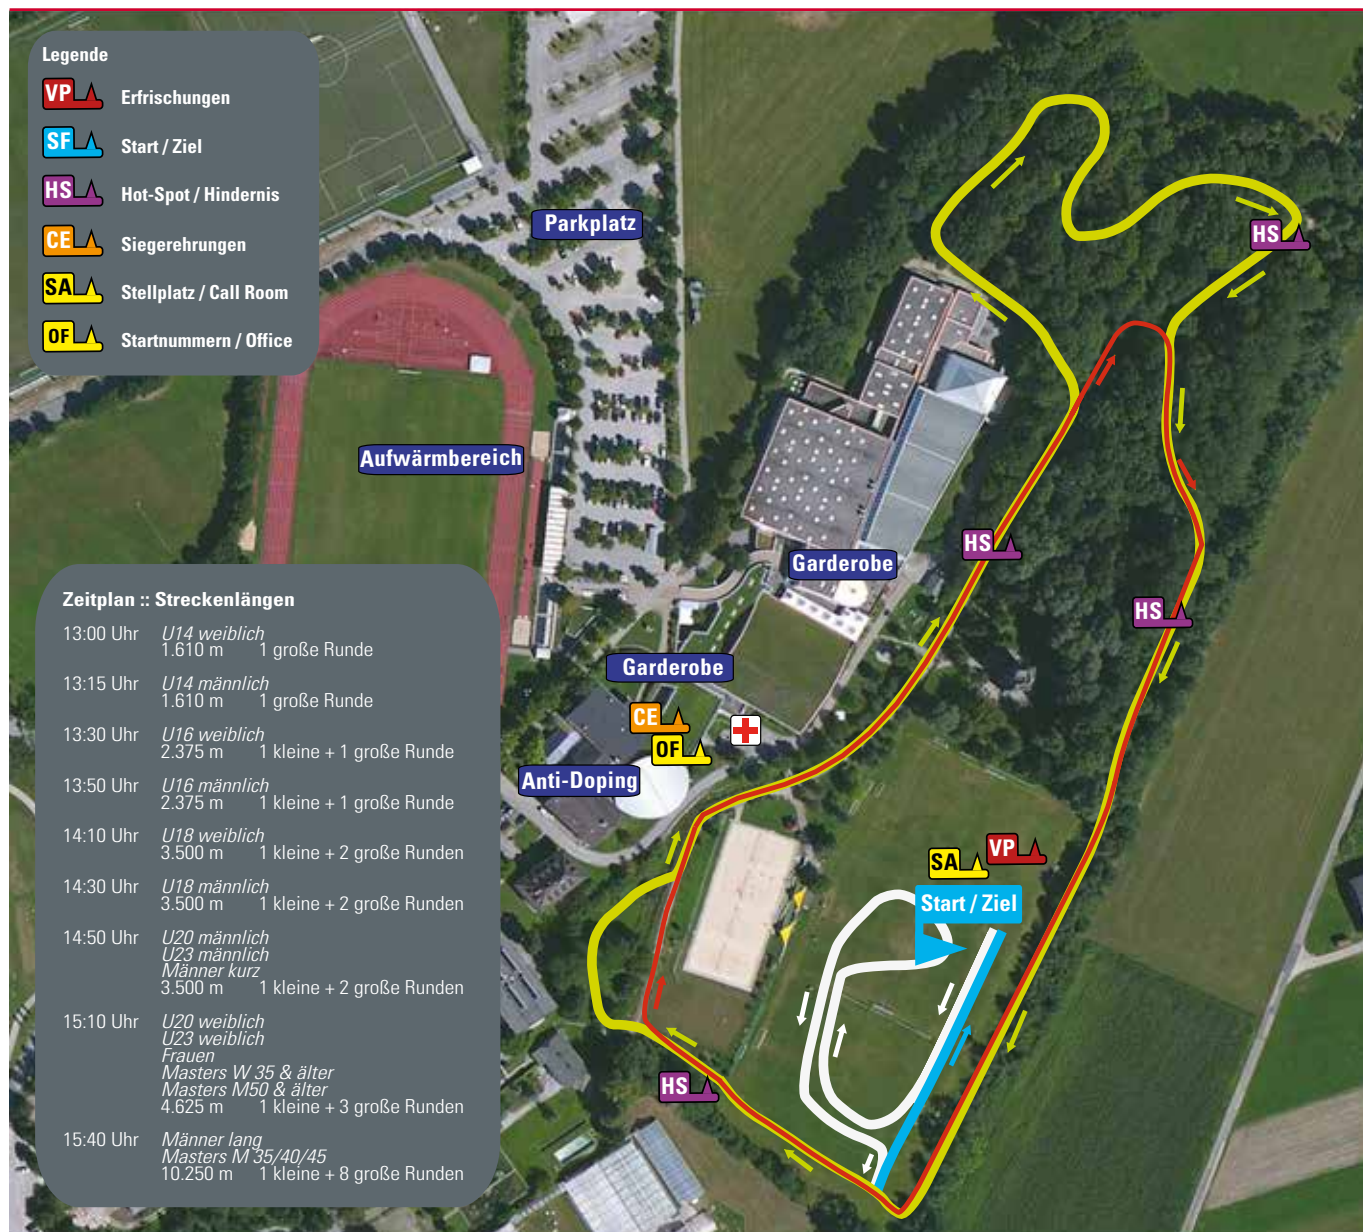 Legende
VP Erfrischungen
SF Start / Ziel
HS Hot-Spot / Hindernis
CE Siegerehrungen
SA Stellplatz / Call Room
OF Startnummern / Office
Parkplatz
HS
Aufwärmbereich
HS
Garderobe
HS
Garderobe
CE
OF
Anti-Doping
SA
VP
Start / Ziel
HS
Zeitplan :: Streckenlängen
13:00 Uhr U14 weiblich
1.610 m 1 große Runde
13:15 Uhr U14 männlich
1.610 m 1 große Runde
13:30 Uhr U16 weiblich
2.375 m 1 kleine + 1 große Runde
13:50 Uhr U16 männlich
2.375 m 1 kleine + 1 große Runde
14:10 Uhr U18 weiblich
3.500 m 1 kleine + 2 große Runden
14:30 Uhr U18 männlich
3.500 m 1 kleine + 2 große Runden
14:50 Uhr U20 männlich
U23 männlich
Männer kurz
3.500 m 1 kleine + 2 große Runden
15:10 Uhr U20 weiblich
U23 weiblich
Frauen
Masters W 35 & älter
Masters M50 & älter
4.625 m 1 kleine + 3 große Runden
15:40 Uhr Männer lang
Masters M 35/40/45
10.250 m 1 kleine + 8 große Runden